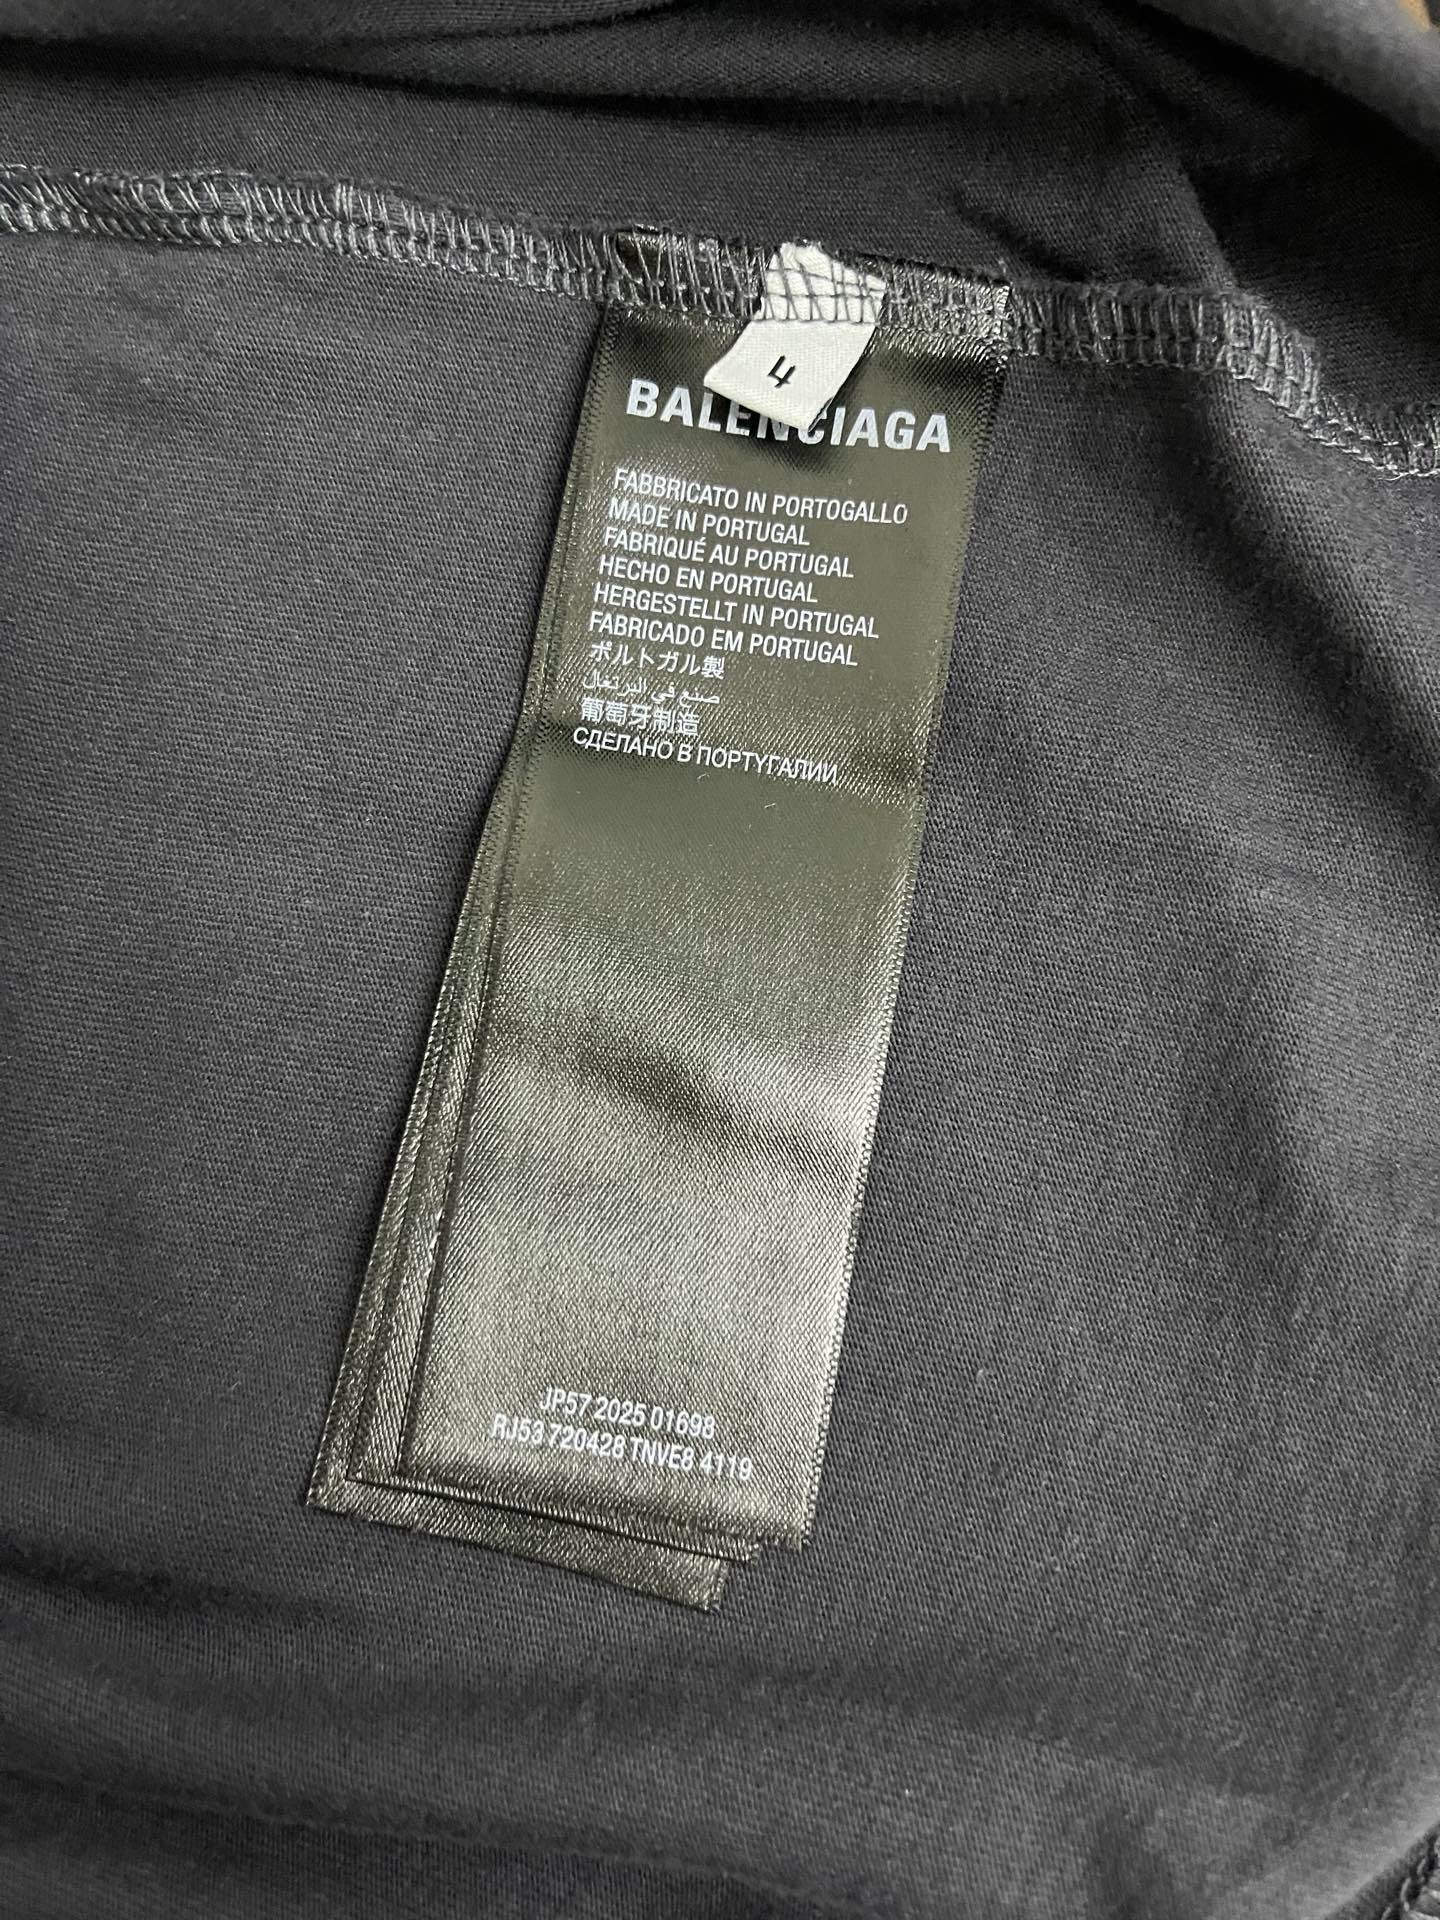 4
BALENCIAGA
FABBRICATO IN PORTOGALLO
MADE IN PORTUGAL
FABRIQUÉ AU PORTUGAL
HECHO EN PORTUGAL
HERGESTELLT IN PORTUGAL
FABRICADO EM PORTUGAL
ポルトガル製
صنع في البرتغال
葡萄牙制造
СДЕЛАНО В ПОРТУГАЛИИ
JP57 2025 01698
RJ53 720428 TNVE8 4119